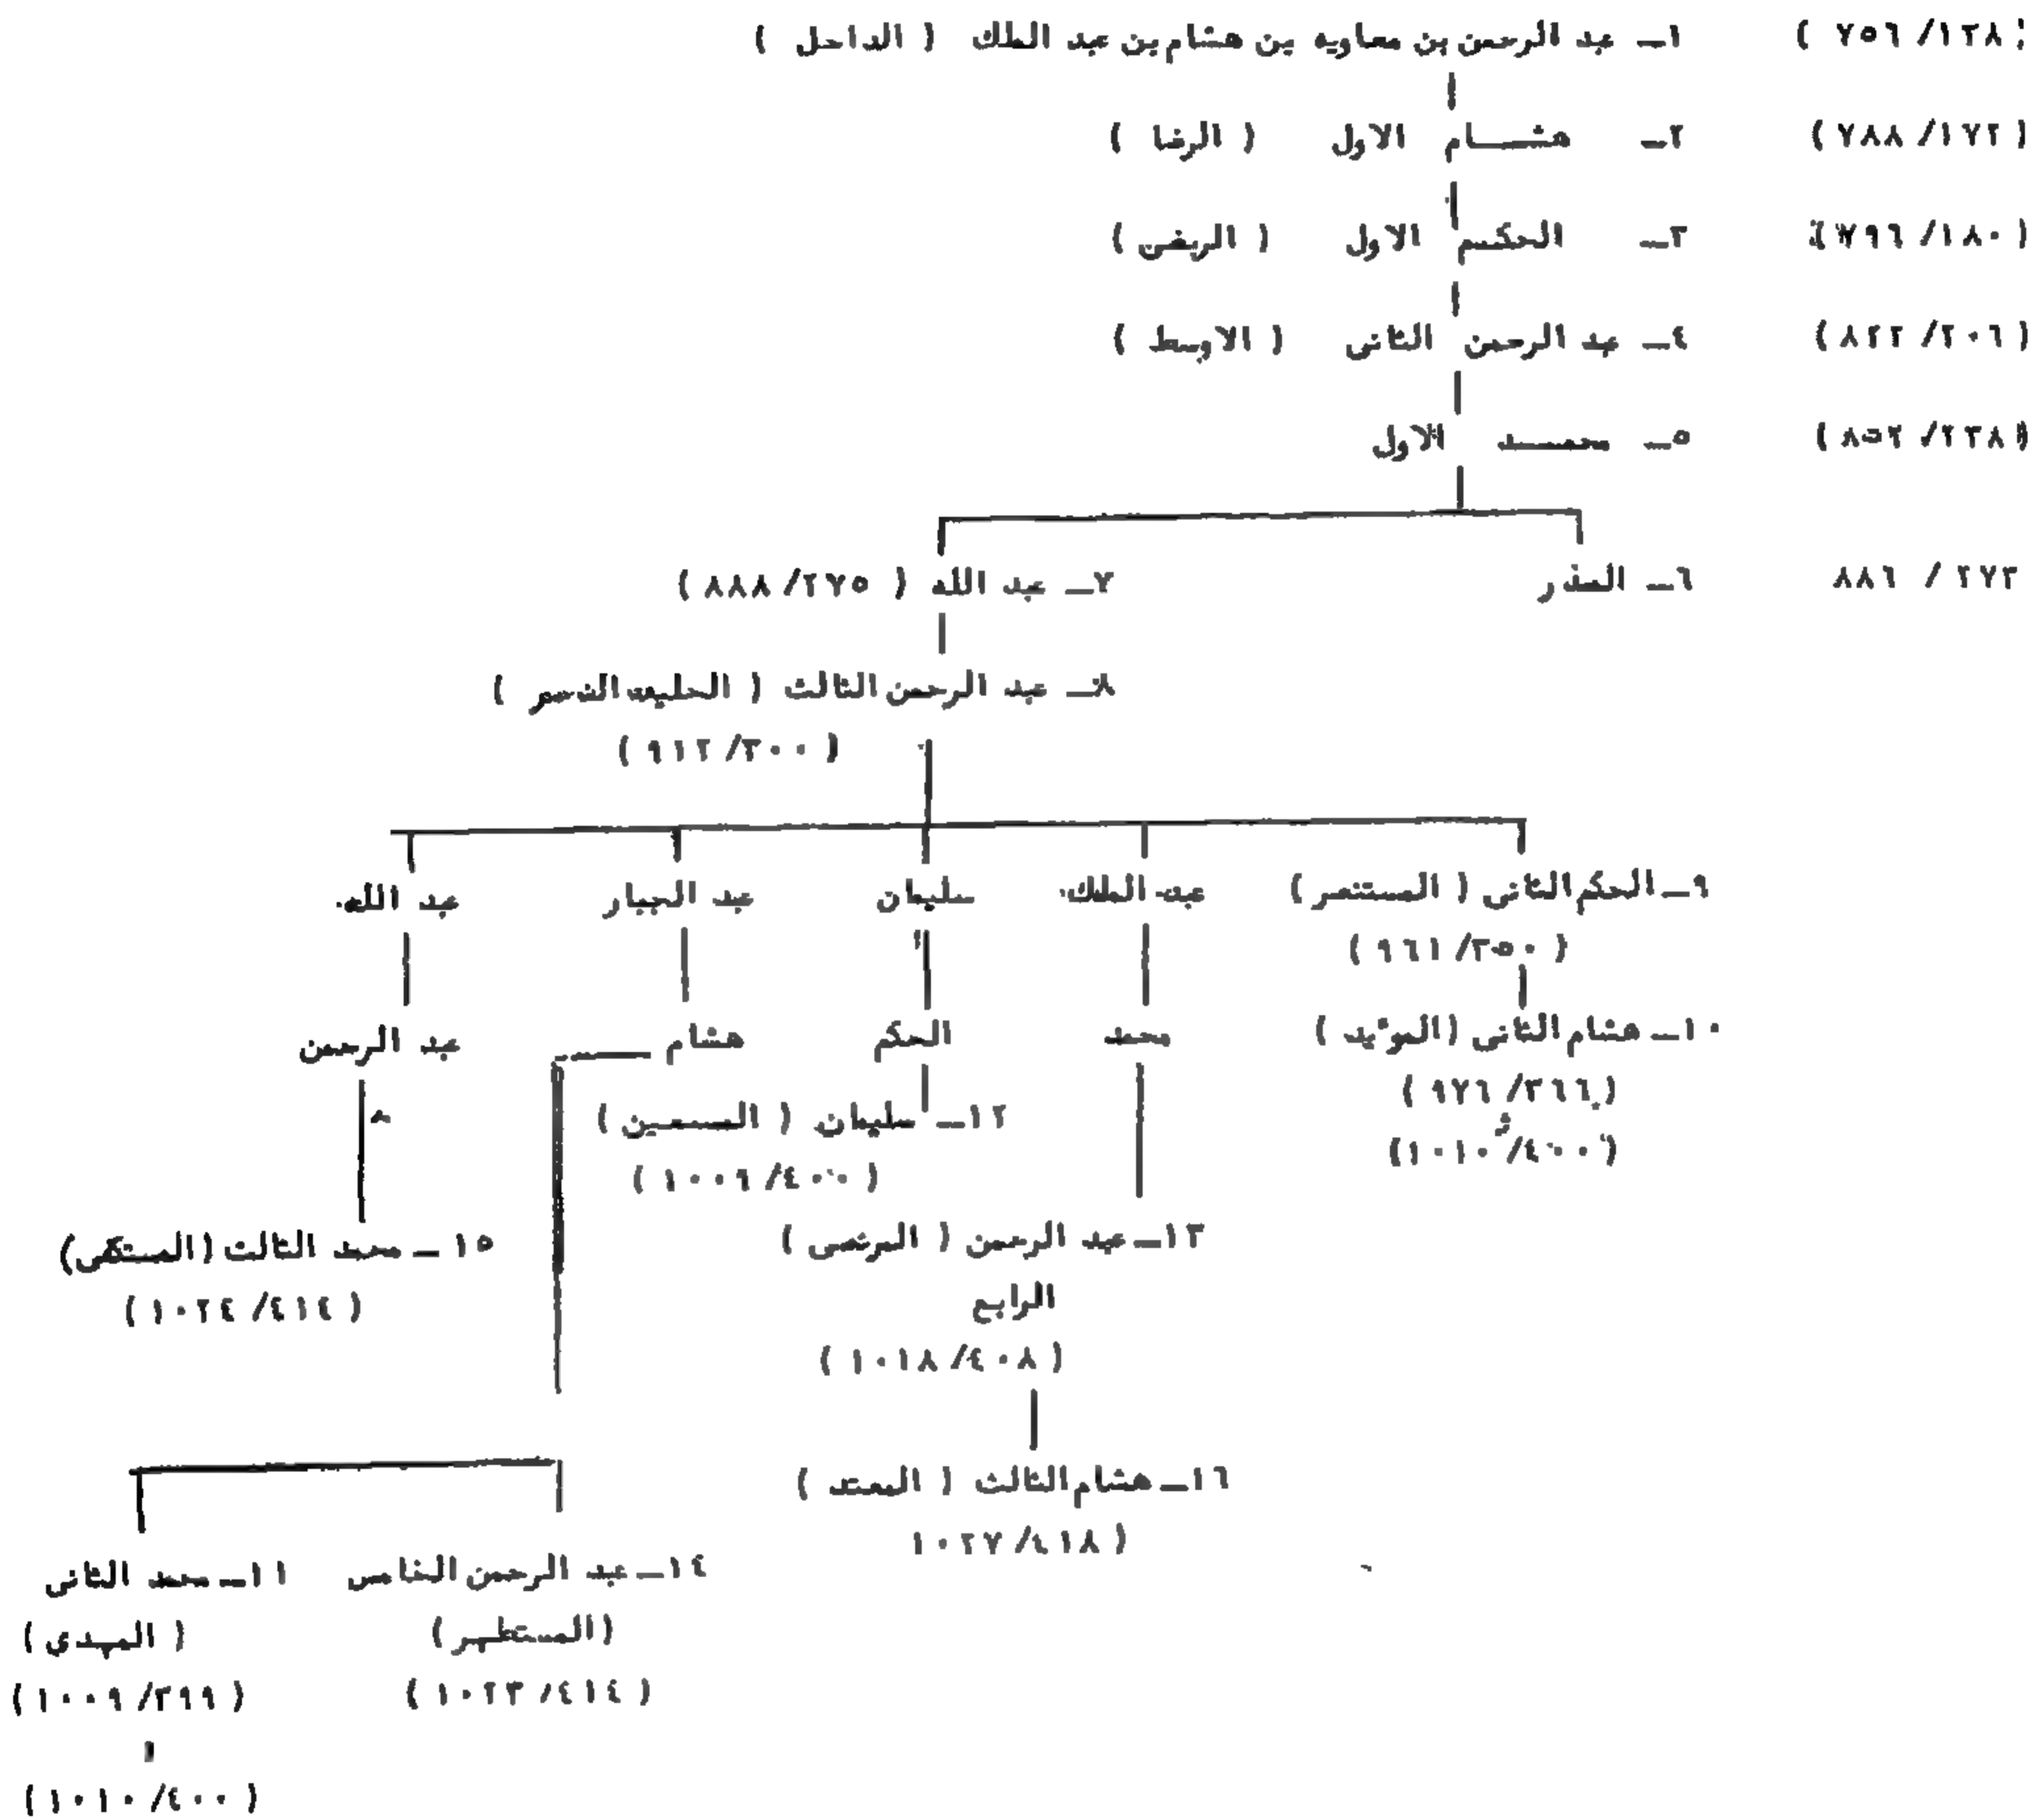 ١ـ عبد الرحمن بن معاويه بن هشام بن عبد الملك ( الداخل ) ( ١٣٨/ ٧٥٦ )
٢ـ هشــام الاول ( الرضا ) ( ١٧٢/ ٧٨٨ )
٣ـ الحكم الاول ( الربضى ) ( ١٨٠/ ٧٩٦ )
٤ـ عبد الرحمن الثانى ( الاوسط ) ( ٢٠٦/ ٨٢٢ )
٥ـ محمــد الاول ( ٢٣٨/ ٨٥٢ )
٦ـ المنذر ٢٧٣ / ٨٨٦
٧ـ عبد الله ( ٢٧٥/ ٨٨٨ )
٨ـ عبد الرحمن الثالث ( الخليفه الناصر )
( ٣٠٠/ ٩١٢ )
٩ـ الحكم الثانى ( المستنصر ) عبد الملك سليمان عبد الجبار عبد الله
( ٣٥٠/ ٩٦١ )
١٠ـ هشام الثانى (المؤيد ) محمد الحكم هشام عبد الرحمن
( ٣٦٦/ ٩٧٦ )
ثم
( ٤٠٠/ ١٠١٠ )
١٢ـ سليمان ( المستعين )
( ٤٠٠/ ١٠٠٩ )
١٣ـ عبد الرحمن ( المرتضى )
الرابع
( ٤٠٨/ ١٠١٨ )
١٥ ـ محمد الثالث (المستكفى)
( ٤١٤/ ١٠٢٤ )
١٦ـ هشام الثالث ( المعتد )
( ٤١٨/ ١٠٢٧
١٤ـ عبد الرحمن الخامس
(المستظهر )
( ٤١٤/ ١٠٢٣ )
١١ـ محمد الثانى
( المهدى )
( ٣٩٩/ ١٠٠٩ )
( ٤٠٠/ ١٠١٠ )